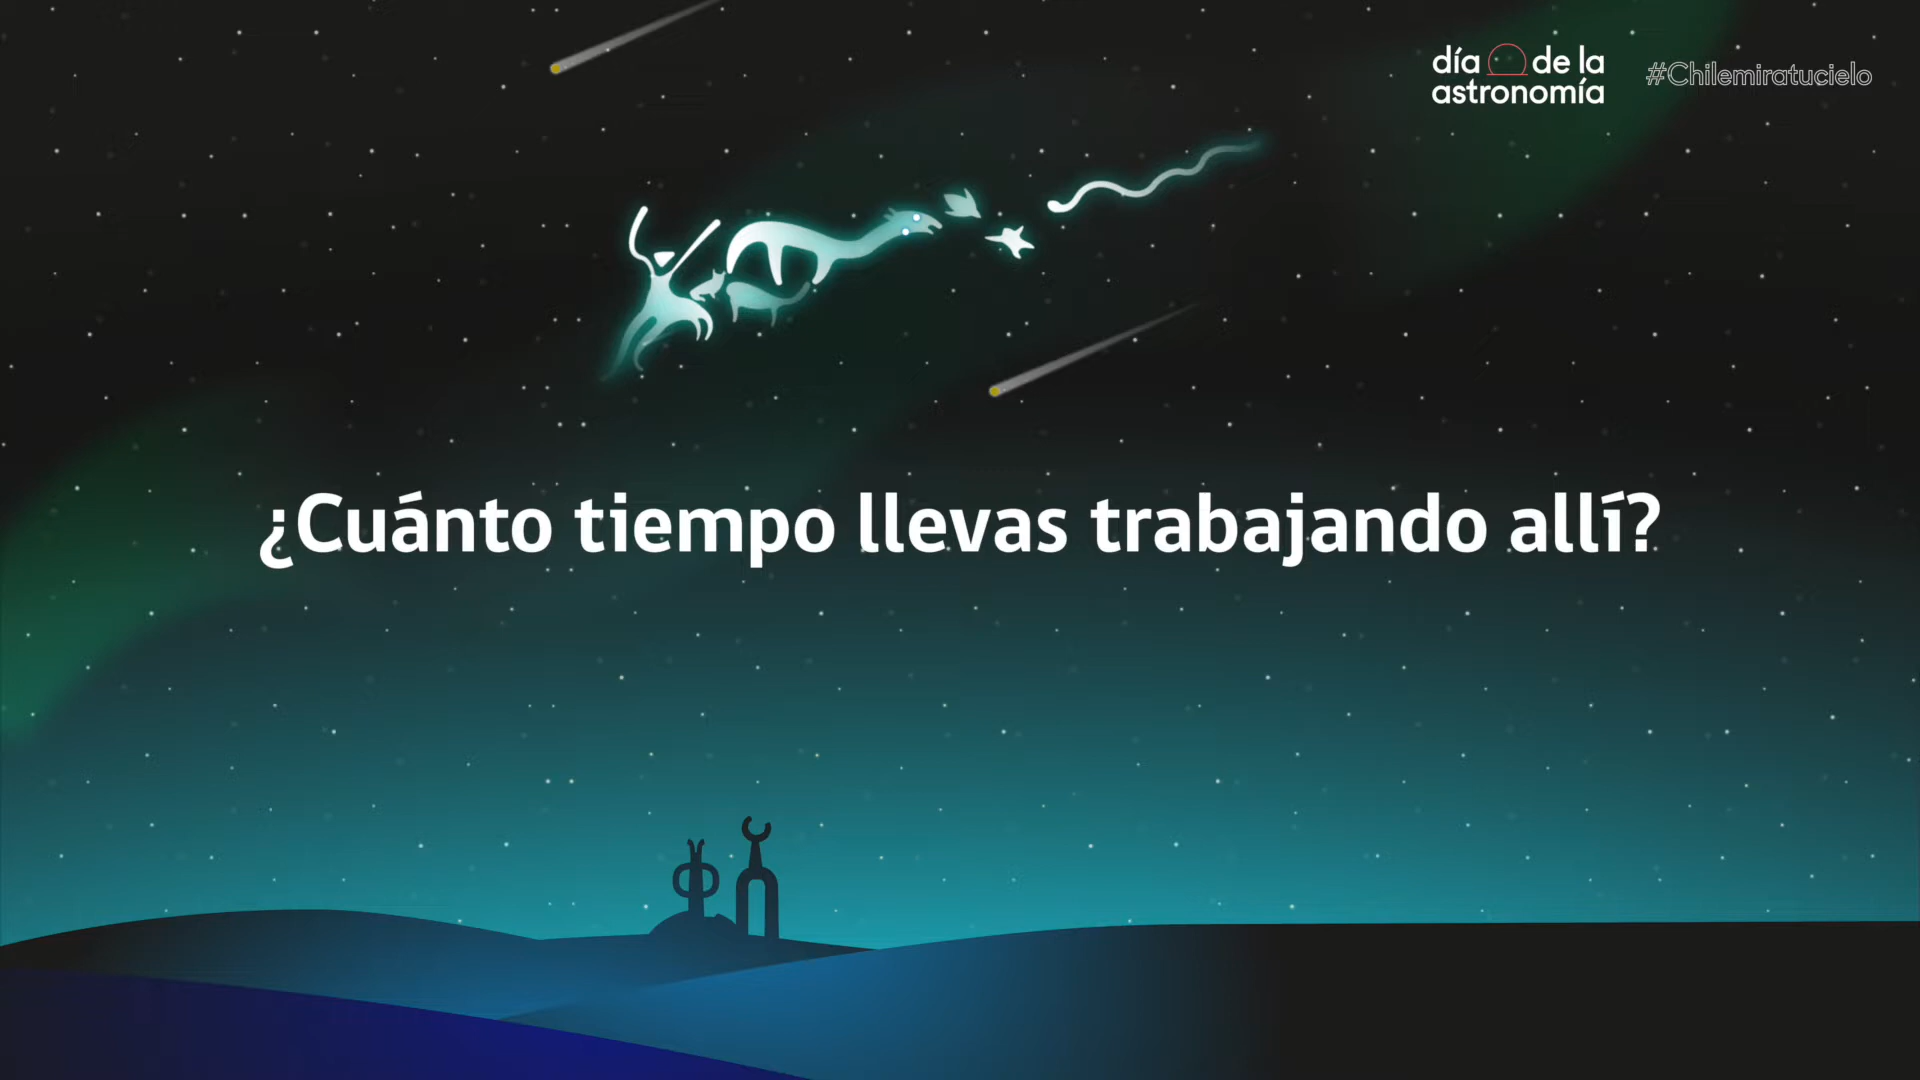 día de la
astronomía
#Chilemiratucielo
¿Cuánto tiempo llevas trabajando allí?